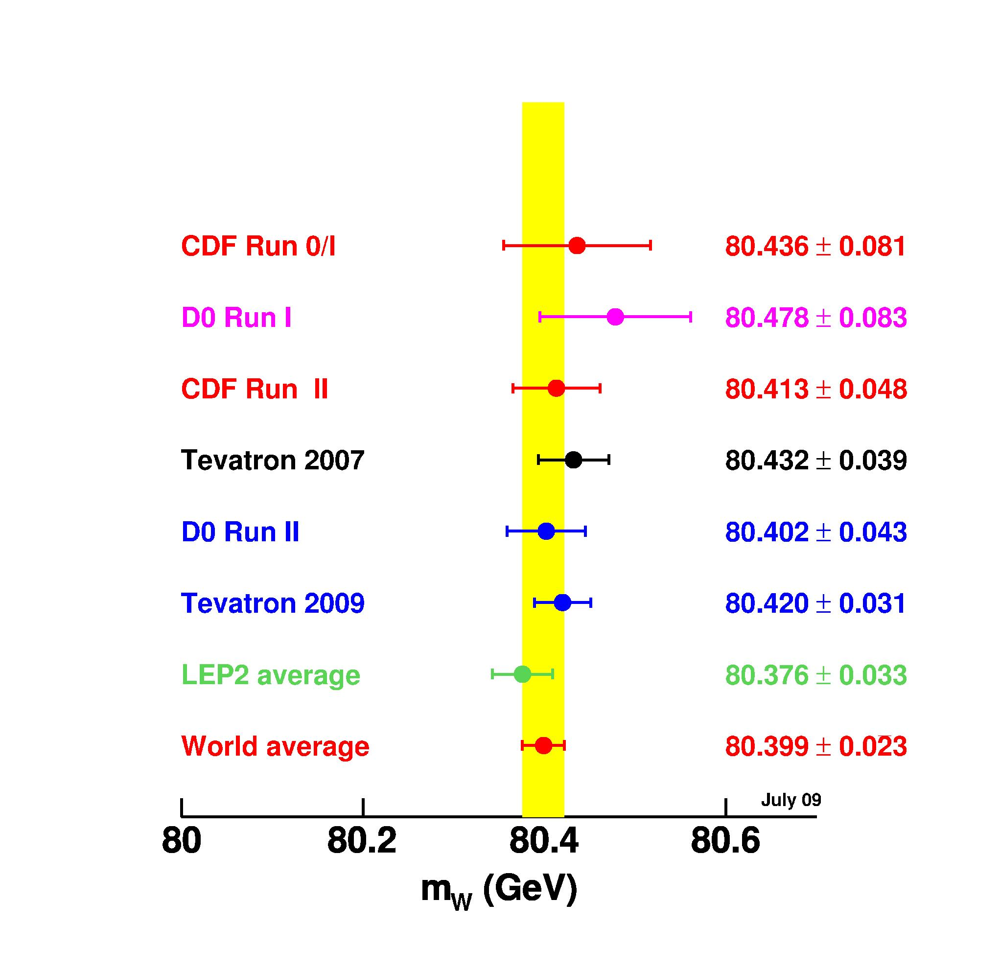 CDF Run 0/I 80.436 ± 0.081
D0 Run I 80.478 ± 0.083
CDF Run  II 80.413 ± 0.048
Tevatron 2007 80.432 ± 0.039
D0 Run II 80.402 ± 0.043
Tevatron 2009 80.420 ± 0.031
LEP2 average 80.376 ± 0.033
World average 80.399 ± 0.023
July 09
80 80.2 80.4 80.6
mW (GeV)